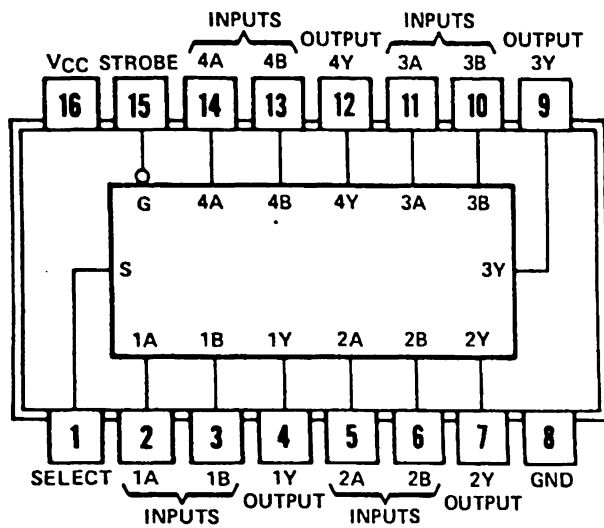 INPUTS INPUTS
OUTPUT OUTPUT
VCC STROBE 4A 4B 4Y 3A 3B 3Y
16 15 14 13 12 11 10 9
G 4A 4B 4Y 3A 3B
S 3Y
1A 1B 1Y 2A 2B 2Y
1 2 3 4 5 6 7 8
SELECT 1A 1B 1Y 2A 2B 2Y GND
OUTPUT OUTPUT
INPUTS INPUTS